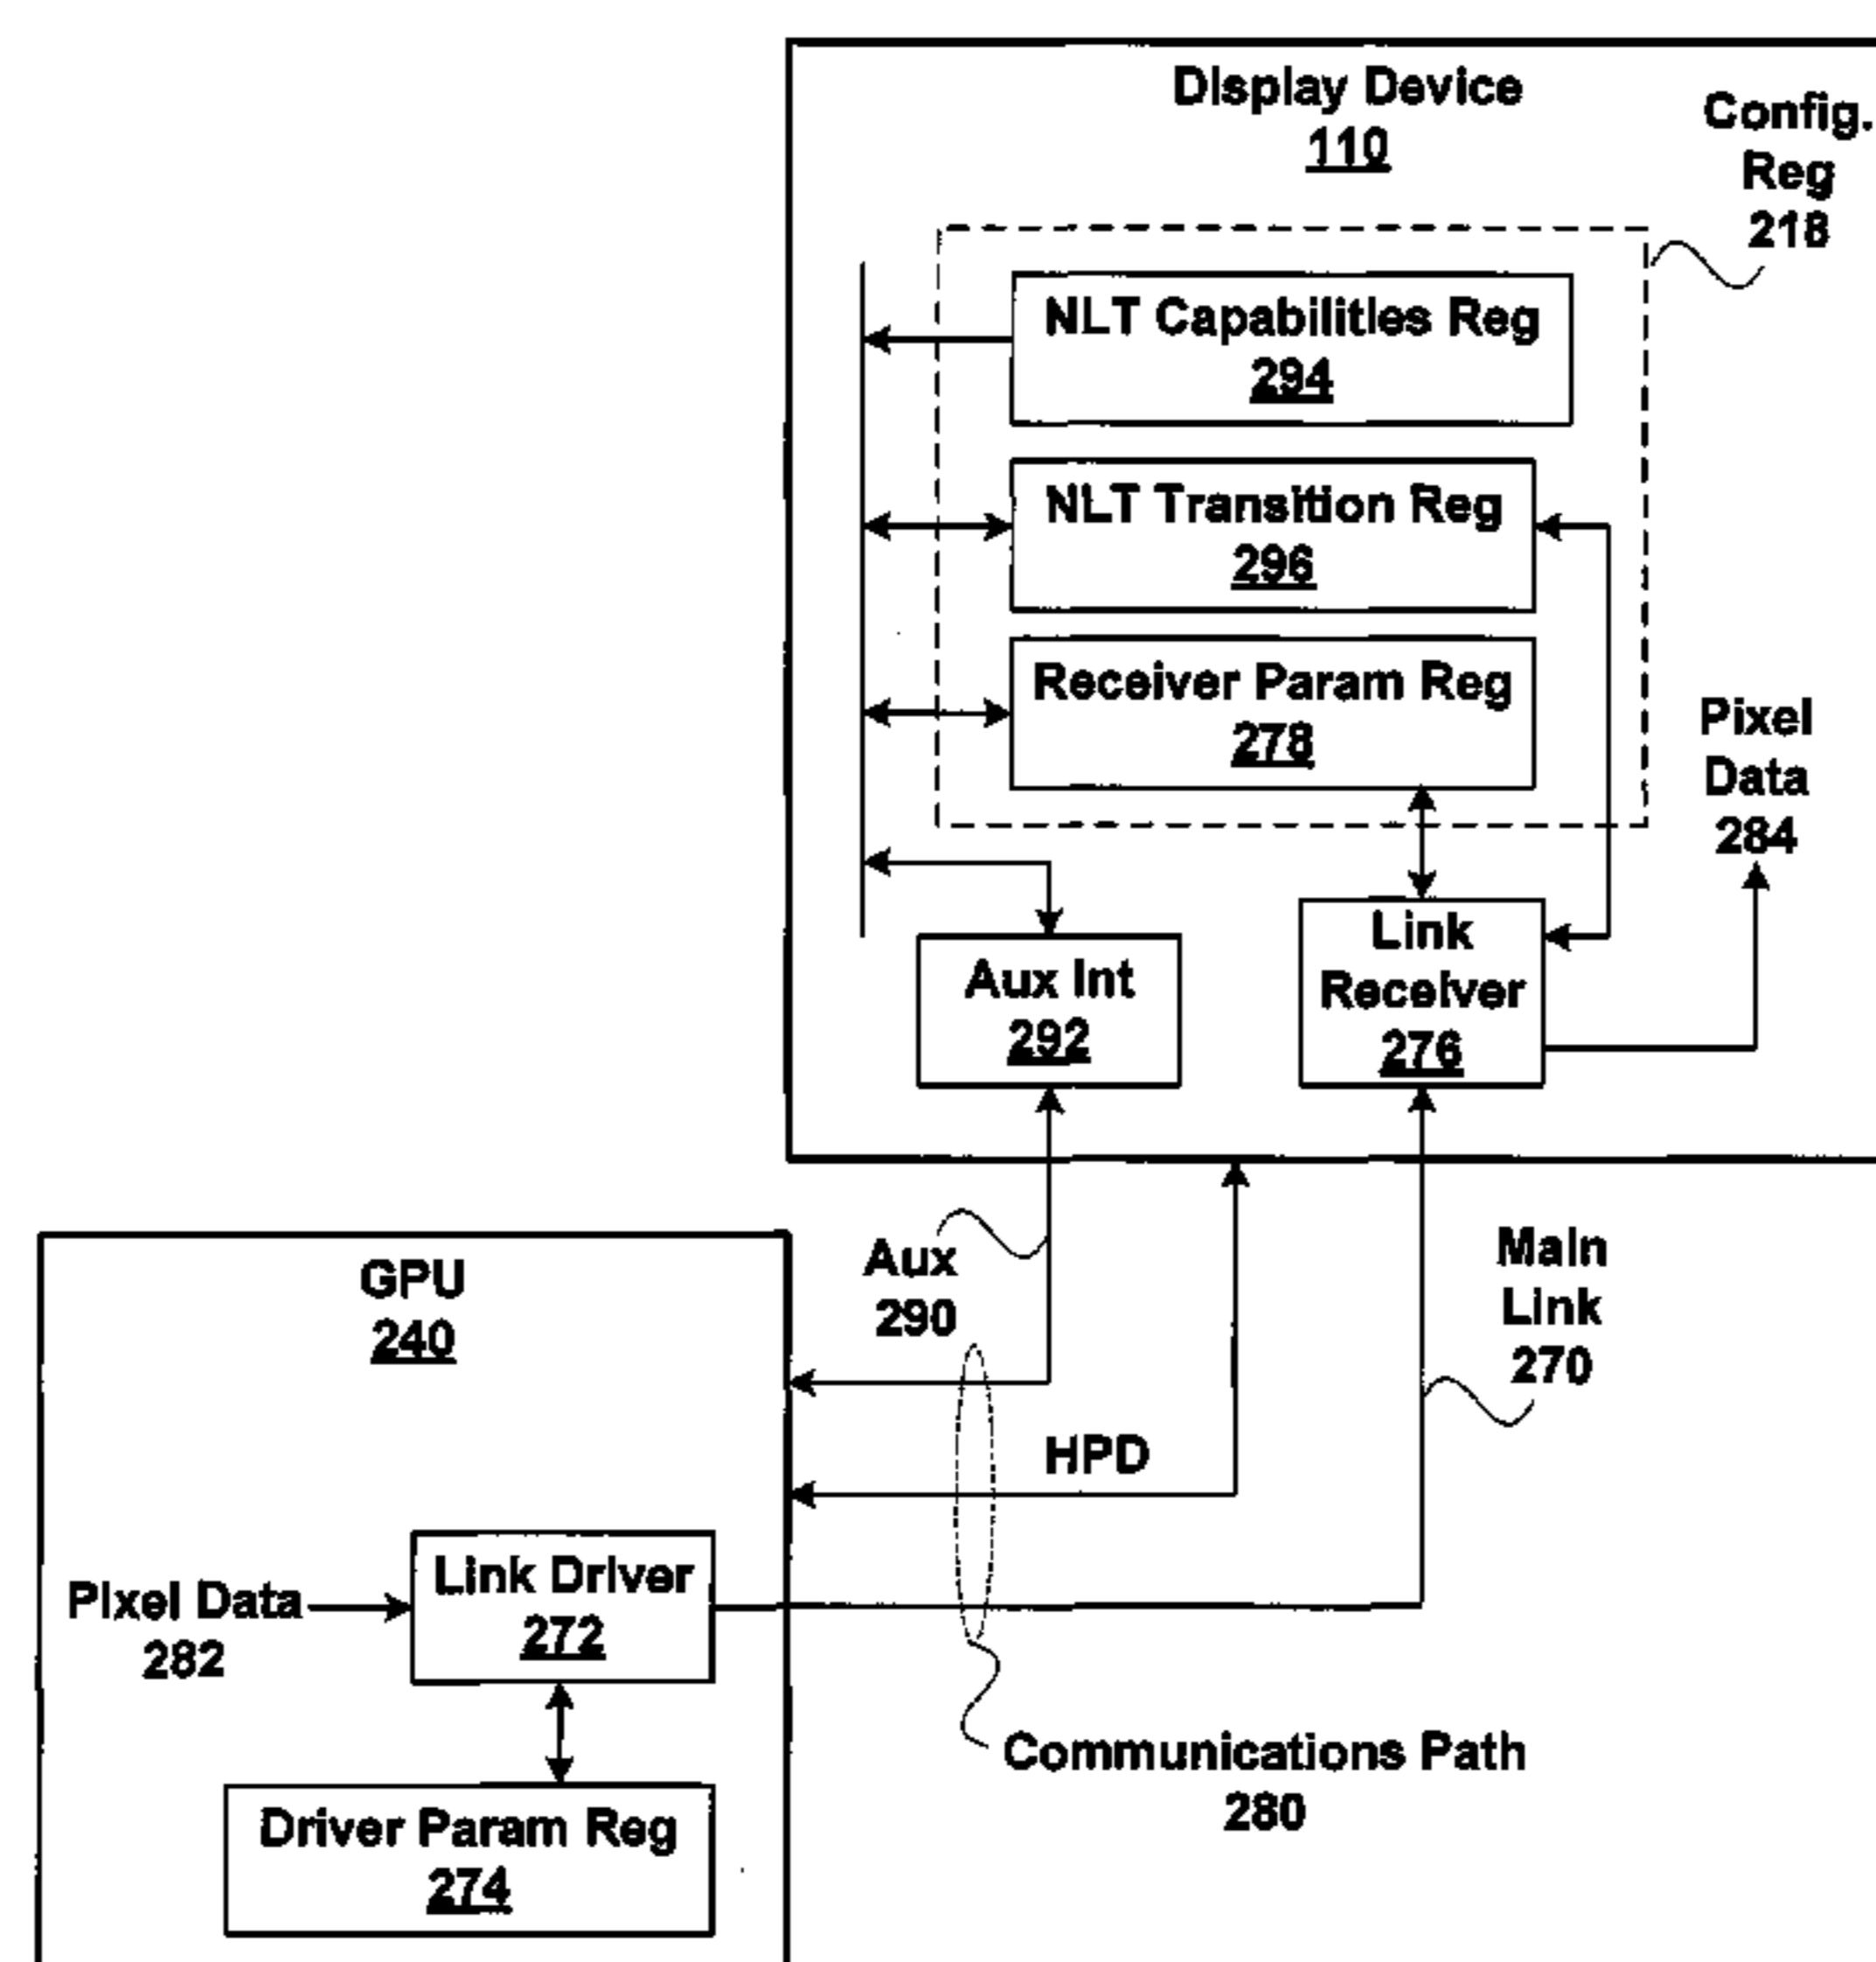 Display Device
110
Config.
Reg
218
NLT Capabilities Reg
294
NLT Transition Reg
296
Receiver Param Reg
278
Pixel
Data
284
Link
Receiver
276
Aux Int
292
GPU
240
Aux
290
Main
Link
270
HPD
Link Driver
272
Pixel Data
282
Communications Path
280
Driver Param Reg
274